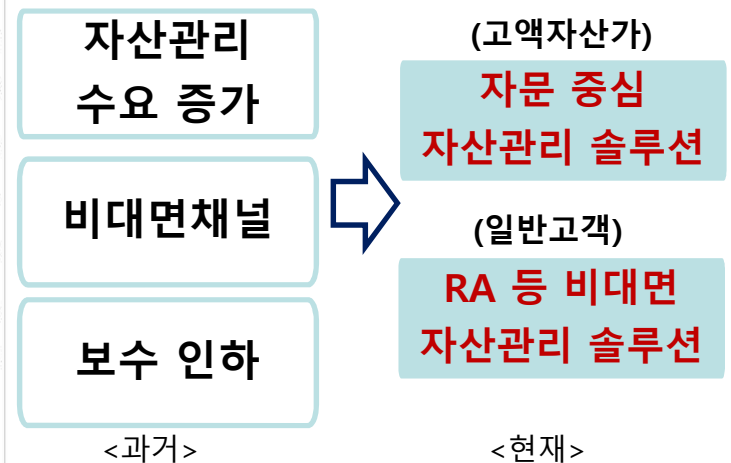 자산관리
수요 증가
비대면채널
보수 인하
<과거>
(고액자산가)
자문 중심
자산관리 솔루션
(일반고객)
RA 등 비대면
자산관리 솔루션
<현재>